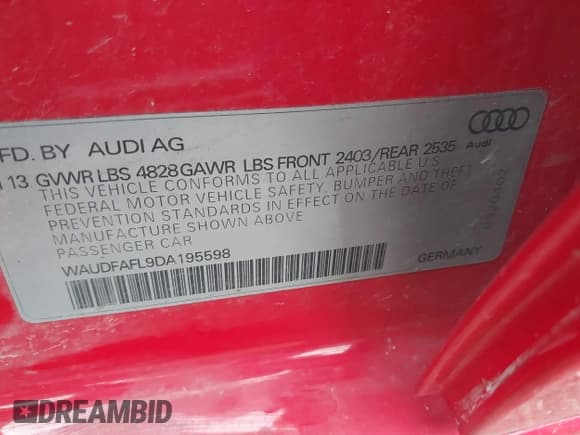 FD. BY AUDI AG
13 GVWR LBS 4828 GAWR LBS FRONT 2403/REAR 2535
Audi
THIS VEHICLE CONFORMS TO ALL APPLICABLE U.S.
FEDERAL MOTOR VEHICLE SAFETY, BUMPER AND THEFT
PREVENTION STANDARDS IN EFFECT ON THE DATE OF
MANUFACTURE SHOWN ABOVE
PASSENGER CAR
WAUDFAFL9DA195598
GERMANY
DREAMBID